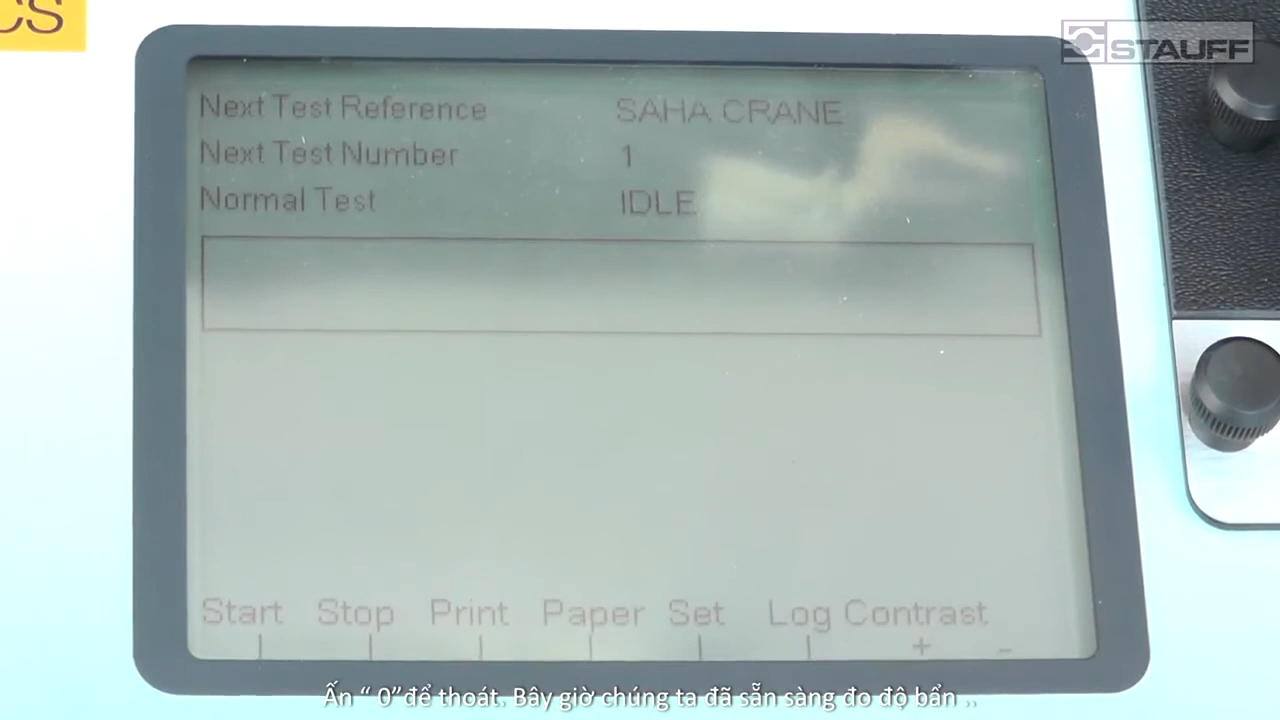 CS
STAUFF
Next Test Reference SAHA CRANE
Next Test Number 1
Normal Test IDLE
Start Stop Print Paper Set Log Contrast
+ -
Ấn “ 0”để thoát. Bây giờ chúng ta đã sẵn sàng đo độ bẩn ..